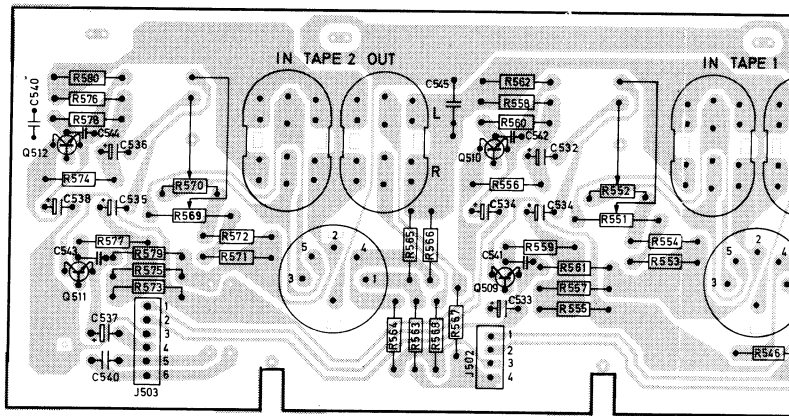 IN TAPE 2 OUT
IN TAPE 1
C540
R580
R576
R578
C544
Q512
C536
R574
C538
C535
R570
R569
R577
C543
R579
R575
R573
Q511
R572
R571
C537
C540
1
2
3
4
5
6
J503
2
5
4
3
1
C545
L
R
R562
R558
R560
C542
Q510
C532
R556
C534
C534
R552
R551
R565
R566
C541
R559
Q509
R561
R557
R555
C533
R554
R553
R564
R563
R568
R567
J502
1
2
3
4
2
5
4
3
R546